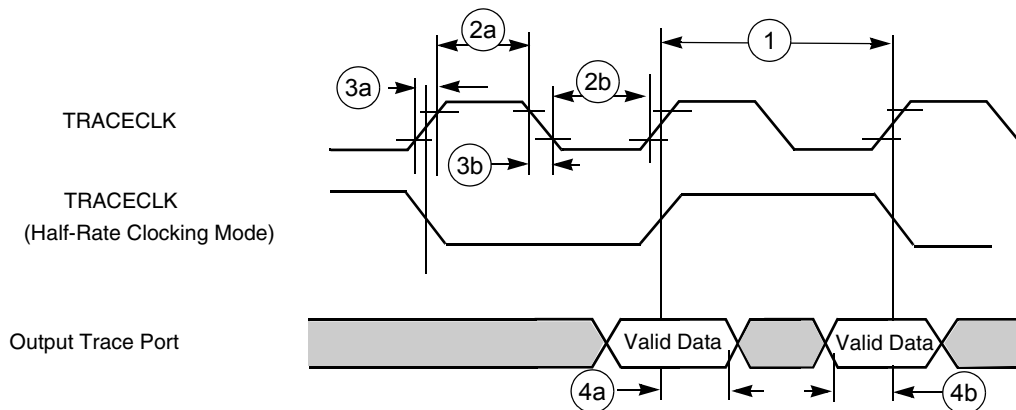 2a
1
3a
2b
TRACECLK
3b
TRACECLK
(Half-Rate Clocking Mode)
Output Trace Port
Valid Data
Valid Data
4a
4b